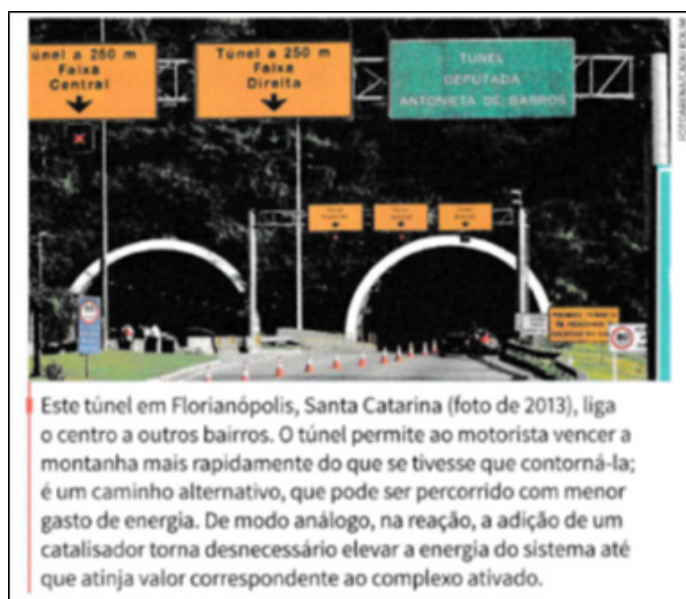 Túnel a 250 m
Faixa
Central
Túnel a 250 m
Faixa
Direita
TÚNEL
DEPUTADA
ANTONIETA DE BARROS
80
Este túnel em Florianópolis, Santa Catarina (foto de 2013), liga
o centro a outros bairros. O túnel permite ao motorista vencer a
montanha mais rapidamente do que se tivesse que contorná-la;
é um caminho alternativo, que pode ser percorrido com menor
gasto de energia. De modo análogo, na reação, a adição de um
catalisador torna desnecessário elevar a energia do sistema até
que atinja valor correspondente ao complexo ativado.